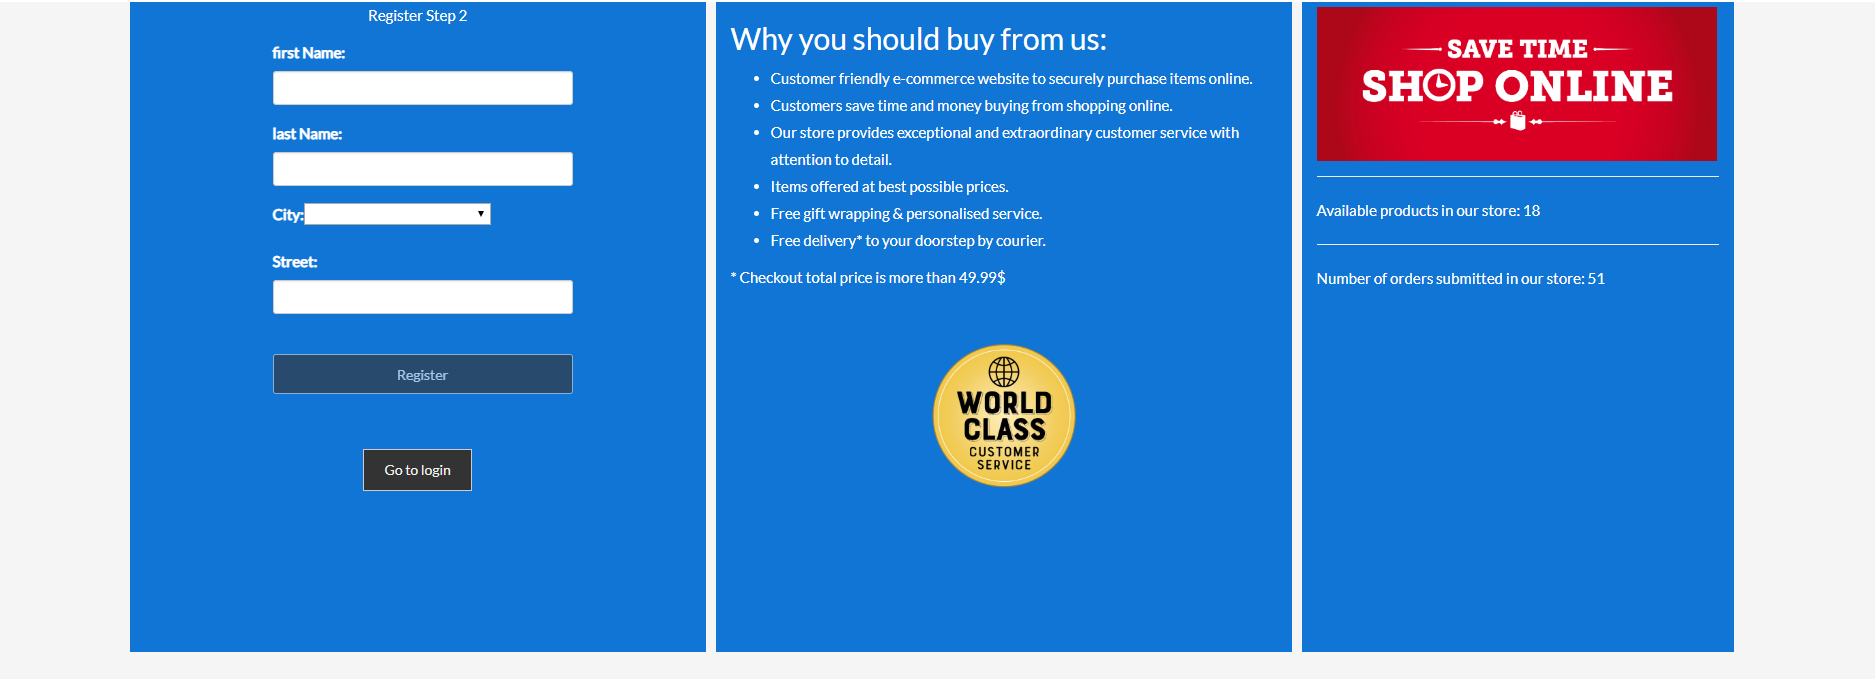 Register Step 2
first Name:
last Name:
City:
Street:
Register
Go to login
Why you should buy from us:
• Customer friendly e-commerce website to securely purchase items online.
• Customers save time and money buying from shopping online.
• Our store provides exceptional and extraordinary customer service with
attention to detail.
• Items offered at best possible prices.
• Free gift wrapping & personalised service.
• Free delivery* to your doorstep by courier.
* Checkout total price is more than 49.99$
WORLD
CLASS
CUSTOMER
SERVICE
SAVE TIME
SHOP ONLINE
Available products in our store: 18
Number of orders submitted in our store: 51